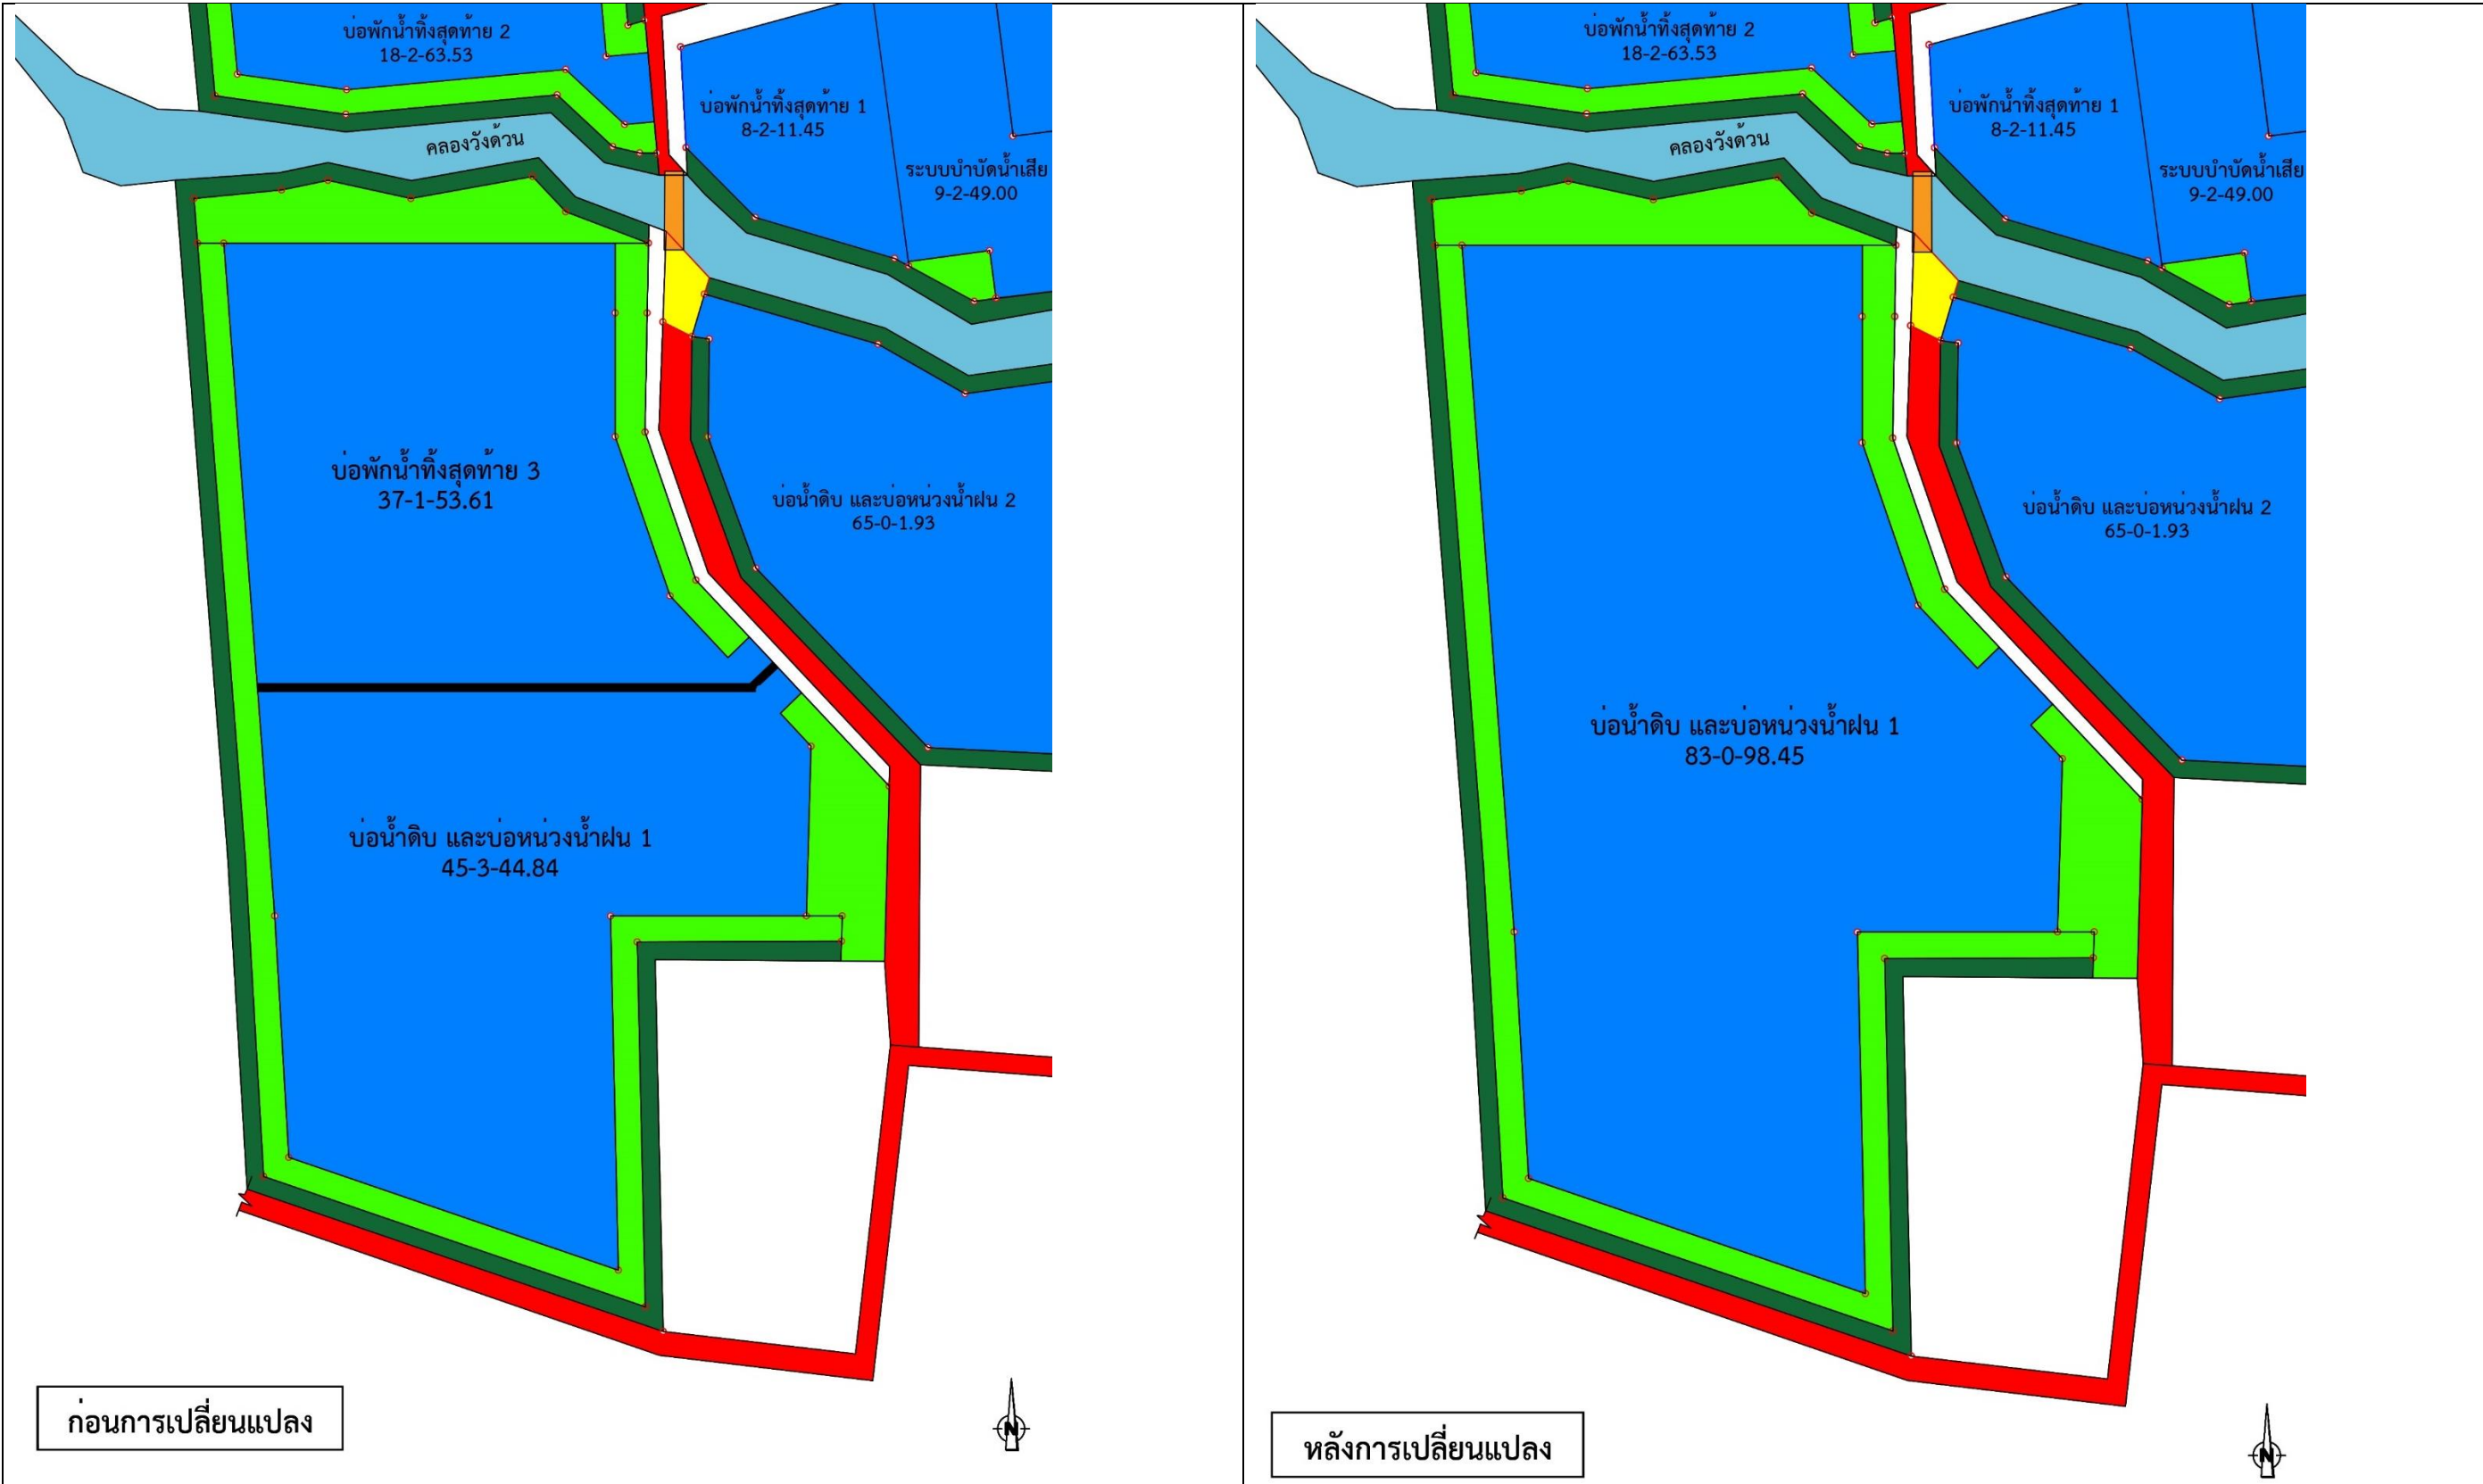 บ่อพักน้ำทิ้งสุดท้าย 2
18-2-63.53
บ่อพักน้ำทิ้งสุดท้าย 1
8-2-11.45
คลองวังด้วน
ระบบบำบัดน้ำเสีย
9-2-49.00
บ่อพักน้ำทิ้งสุดท้าย 3
37-1-53.61
บ่อน้ำดิบ และบ่อหน่วงน้ำฝน 2
65-0-1.93
บ่อน้ำดิบ และบ่อหน่วงน้ำฝน 1
45-3-44.84
ก่อนการเปลี่ยนแปลง
N
บ่อพักน้ำทิ้งสุดท้าย 2
18-2-63.53
บ่อพักน้ำทิ้งสุดท้าย 1
8-2-11.45
คลองวังด้วน
ระบบบำบัดน้ำเสีย
9-2-49.00
บ่อน้ำดิบ และบ่อหน่วงน้ำฝน 2
65-0-1.93
บ่อน้ำดิบ และบ่อหน่วงน้ำฝน 1
83-0-98.45
หลังการเปลี่ยนแปลง
N